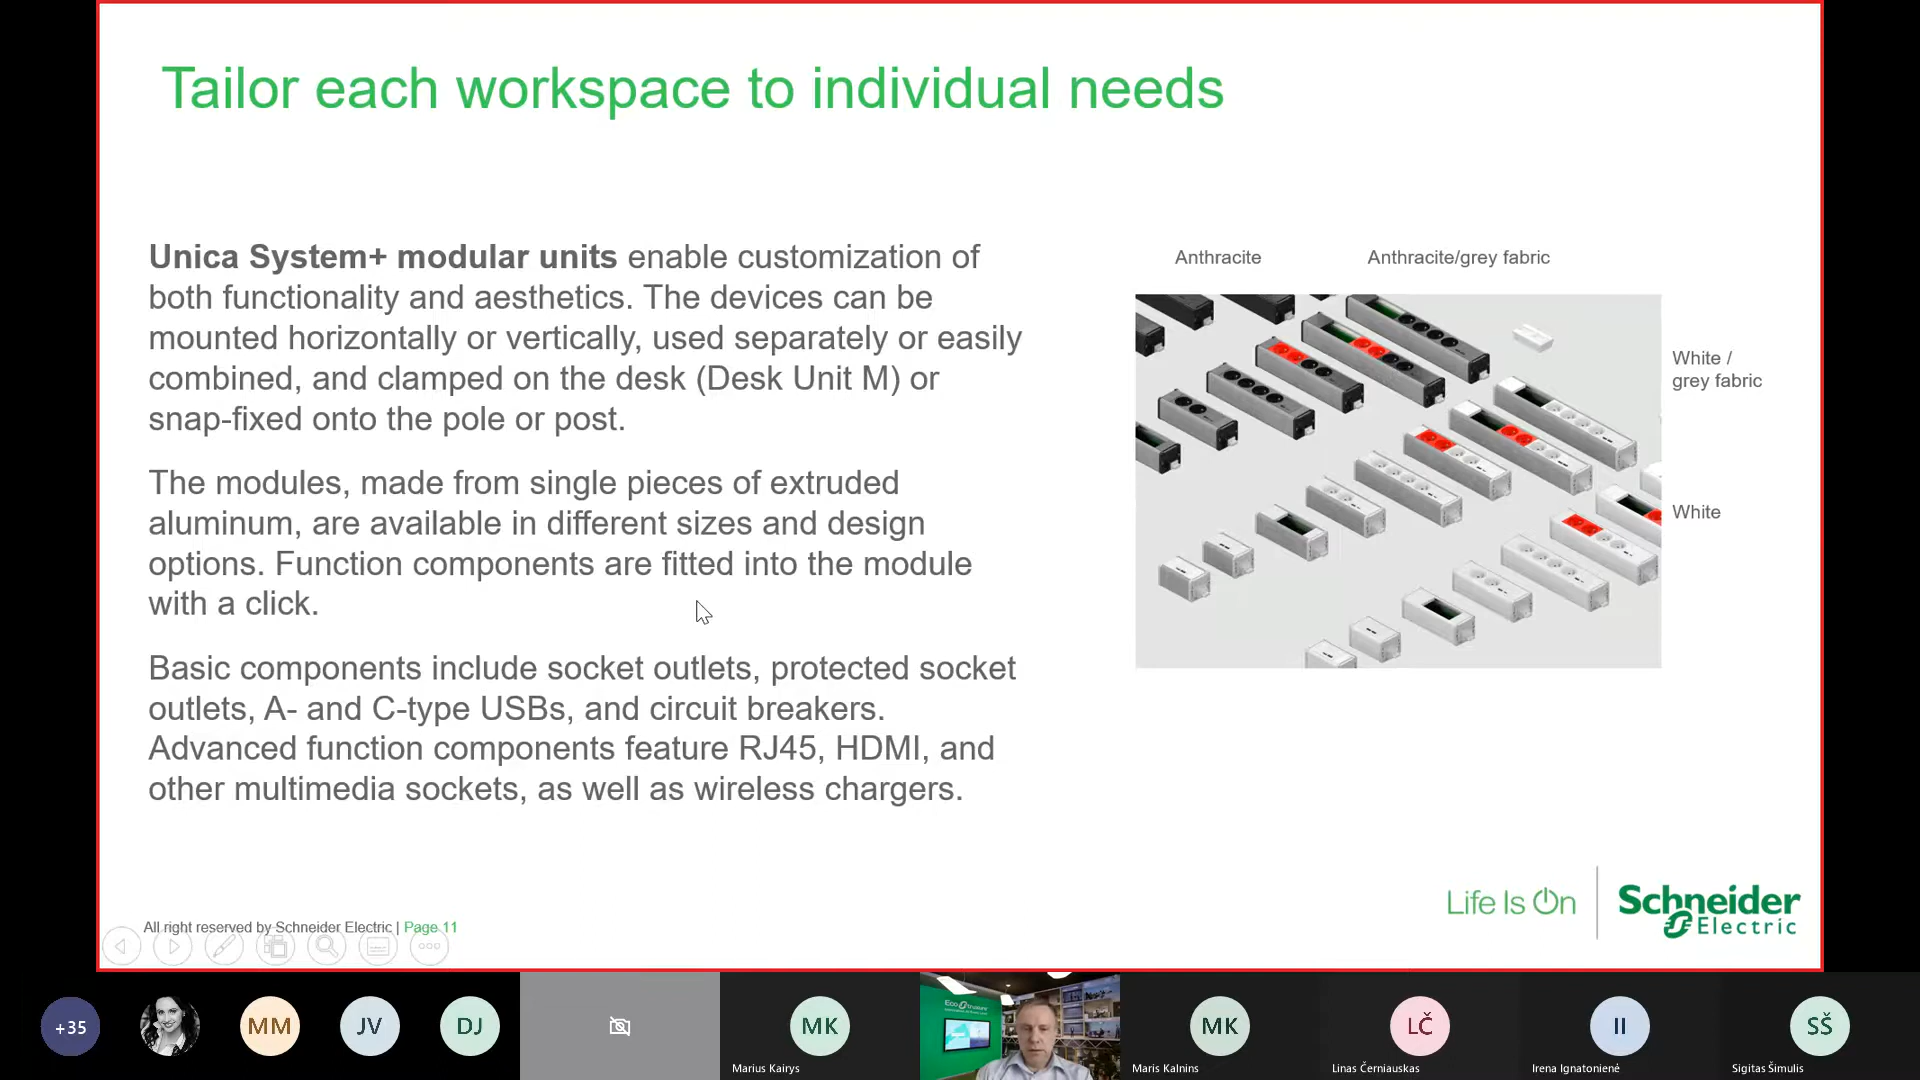 Tailor each workspace to individual needs
Unica System+ modular units enable customization of
both functionality and aesthetics. The devices can be
mounted horizontally or vertically, used separately or easily
combined, and clamped on the desk (Desk Unit M) or
snap-fixed onto the pole or post.
The modules, made from single pieces of extruded
aluminum, are available in different sizes and design
options. Function components are fitted into the module
with a click.
Basic components include socket outlets, protected socket
outlets, A- and C-type USBs, and circuit breakers.
Advanced function components feature RJ45, HDMI, and
other multimedia sockets, as well as wireless chargers.
Anthracite
Anthracite/grey fabric
White /
grey fabric
White
All right reserved by Schneider Electric | Page 11
Life Is On
Schneider
Electric
+35
MM
JV
DJ
MK
Marius Kairys
MK
Maris Kalnins
LČ
Linas Černiauskas
II
Irena Ignatonienė
SŠ
Sigitas Šimulis